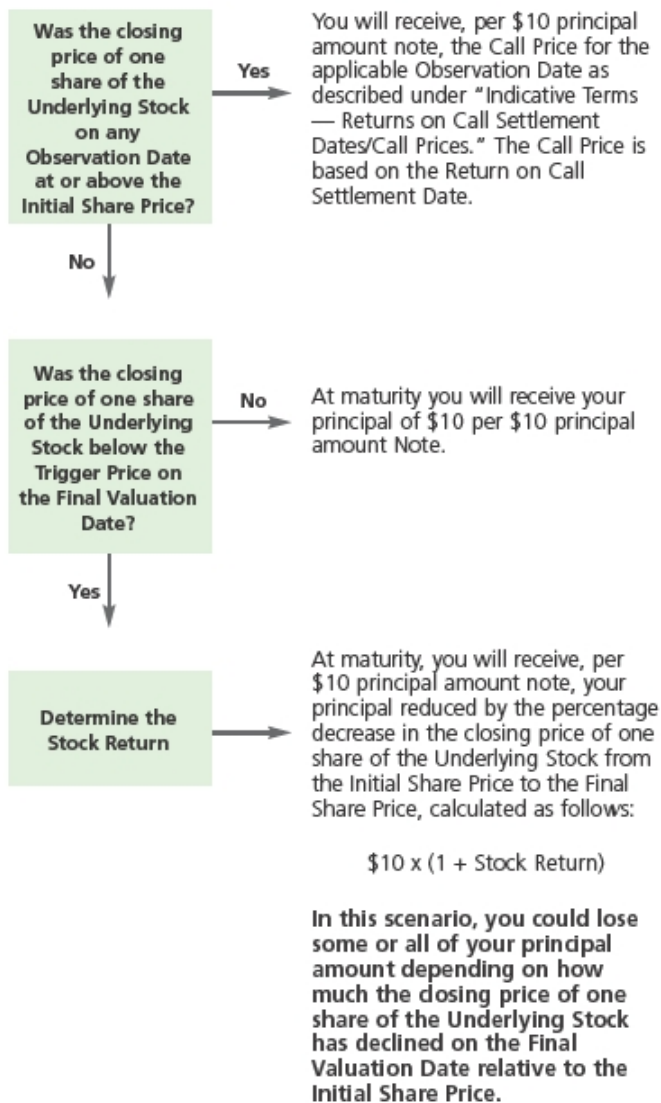 Was the closing
price of one
share of the
Underlying Stock
on any
Observation Date
at or above the
Initial Share Price?
Yes
You will receive, per $10 principal
amount note, the Call Price for the
applicable Observation Date as
described under “Indicative Terms
— Returns on Call Settlement
Dates/Call Prices.” The Call Price is
based on the Return on Call
Settlement Date.
No
Was the closing
price of one share
of the Underlying
Stock below the
Trigger Price on
the Final Valuation
Date?
No
At maturity you will receive your
principal of $10 per $10 principal
amount Note.
Yes
Determine the
Stock Return
At maturity, you will receive, per
$10 principal amount note, your
principal reduced by the percentage
decrease in the closing price of one
share of the Underlying Stock from
the Initial Share Price to the Final
Share Price, calculated as follows:
$10 x (1 + Stock Return)
In this scenario, you could lose
some or all of your principal
amount depending on how
much the closing price of one
share of the Underlying Stock
has declined on the Final
Valuation Date relative to the
Initial Share Price.